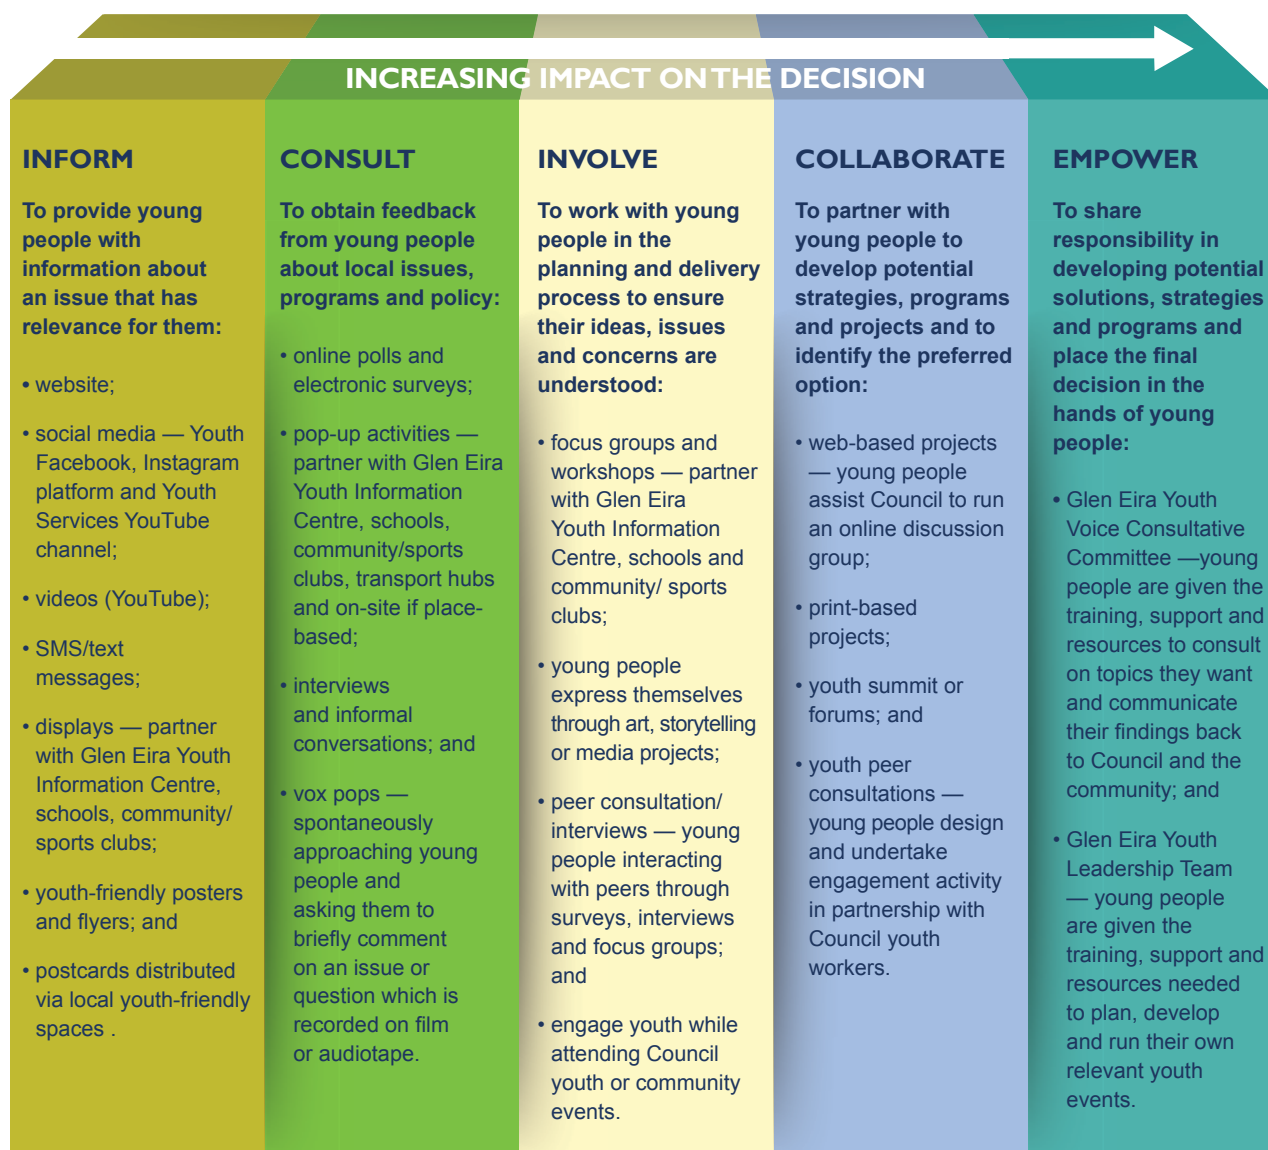 INCREASING IMPACT ON THE DECISION
INFORM
To provide young
people with
information about
an issue that has
relevance for them:
• website;
• social media — Youth
Facebook, Instagram
platform and Youth
Services YouTube
channel;
• videos (YouTube);
• SMS/text
messages;
• displays — partner
with Glen Eira Youth
Information Centre,
schools, community/
sports clubs;
• youth-friendly posters
and flyers; and
• postcards distributed
via local youth-friendly
spaces .
CONSULT
To obtain feedback
from young people
about local issues,
programs and policy:
• online polls and
electronic surveys;
• pop-up activities —
partner with Glen Eira
Youth Information
Centre, schools,
community/sports
clubs, transport hubs
and on-site if place-
based;
• interviews
and informal
conversations; and
• vox pops —
spontaneously
approaching young
people and
asking them to
briefly comment
on an issue or
question which is
recorded on film
or audiotape.
INVOLVE
To work with young
people in the
planning and delivery
process to ensure
their ideas, issues
and concerns are
understood:
• focus groups and
workshops — partner
with Glen Eira
Youth Information
Centre, schools and
community/ sports
clubs;
• young people
express themselves
through art, storytelling
or media projects;
• peer consultation/
interviews — young
people interacting
with peers through
surveys, interviews
and focus groups;
and
• engage youth while
attending Council
youth or community
events.
COLLABORATE
To partner with
young people to
develop potential
strategies, programs
and projects and to
identify the preferred
option:
• web-based projects
— young people
assist Council to run
an online discussion
group;
• print-based
projects;
• youth summit or
forums; and
• youth peer
consultations —
young people design
and undertake
engagement activity
in partnership with
Council youth
workers.
EMPOWER
To share
responsibility in
developing potential
solutions, strategies
and programs and
place the final
decision in the
hands of young
people:
• Glen Eira Youth
Voice Consultative
Committee —young
people are given the
training, support and
resources to consult
on topics they want
and communicate
their findings back
to Council and the
community; and
• Glen Eira Youth
Leadership Team
— young people
are given the
training, support and
resources needed
to plan, develop
and run their own
relevant youth
events.